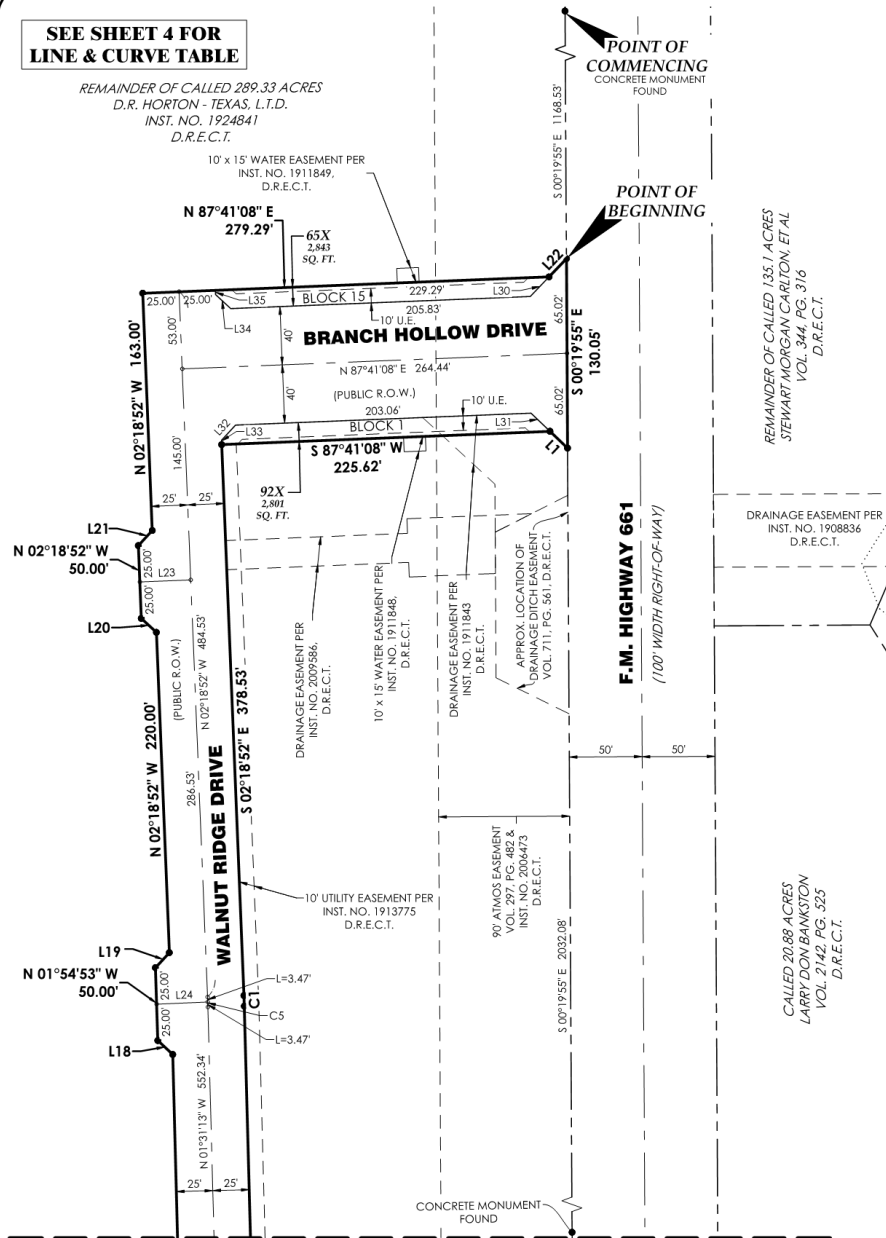 SEE SHEET 4 FOR
LINE & CURVE TABLE
REMAINDER OF CALLED 289.33 ACRES
D.R. HORTON - TEXAS, L.T.D.
INST. NO. 1924841
D.R.E.C.T.
POINT OF
COMMENCING
CONCRETE MONUMENT
FOUND
S 00°19'55" E 1168.53'
10' x 15' WATER EASEMENT PER
INST. NO. 1911849,
D.R.E.C.T.
POINT OF
BEGINNING
N 87°41'08" E
279.29'
65X
2,843
SQ. FT.
L22
REMAINDER OF CALLED 135.1 ACRES
STEWART MORGAN CARLTON, ET AL
VOL. 344, PG. 316
D.R.E.C.T.
25.00'
25.00'
L35
BLOCK 15
229.29'
L30
205.83'
L34
10' U.E.
65.02'
53.00'
40'
BRANCH HOLLOW DRIVE
N 02°18'52" W 163.00'
N 87°41'08" E 264.44'
S 00°19'55" E
130.05'
(PUBLIC R.O.W.)
40'
10' U.E.
203.06'
65.02'
L32
L33
BLOCK 1
L31
S 87°41'08" W
225.62'
L1
145.00'
92X
2,801
SQ. FT.
25'
25'
L21
N 02°18'52" W
50.00'
25.00'
L23
25.00'
L20
DRAINAGE EASEMENT PER
INST. NO. 1908836
D.R.E.C.T.
F.M. HIGHWAY 661
(100' WIDTH RIGHT-OF-WAY)
DRAINAGE EASEMENT PER
INST. NO. 2009586,
D.R.E.C.T.
10' x 15' WATER EASEMENT PER
INST. NO. 1911848,
D.R.E.C.T.
DRAINAGE EASEMENT PER
INST. NO. 1911843
D.R.E.C.T.
APPROX. LOCATION OF
DRAINAGE DITCH EASEMENT
VOL. 711, PG. 561, D.R.E.C.T.
(PUBLIC R.O.W.)
N 02°18'52" W 484.53'
S 02°18'52" E 378.53'
N 02°18'52" W 220.00'
286.53'
WALNUT RIDGE DRIVE
50'
50'
90' ATMOS EASEMENT
VOL. 297, PG. 482 &
INST. NO. 2006473
D.R.E.C.T.
10' UTILITY EASEMENT PER
INST. NO. 1913775
D.R.E.C.T.
CALLED 20.88 ACRES
LARRY DON BANKSTON
VOL. 2142, PG. 525
D.R.E.C.T.
L19
N 01°54'53" W
50.00'
25.00'
L24
25.00'
L18
L=3.47'
C1
C5
L=3.47'
S 00°19'55" E 2032.08'
N 01°31'13" W 552.34'
25'
25'
CONCRETE MONUMENT
FOUND